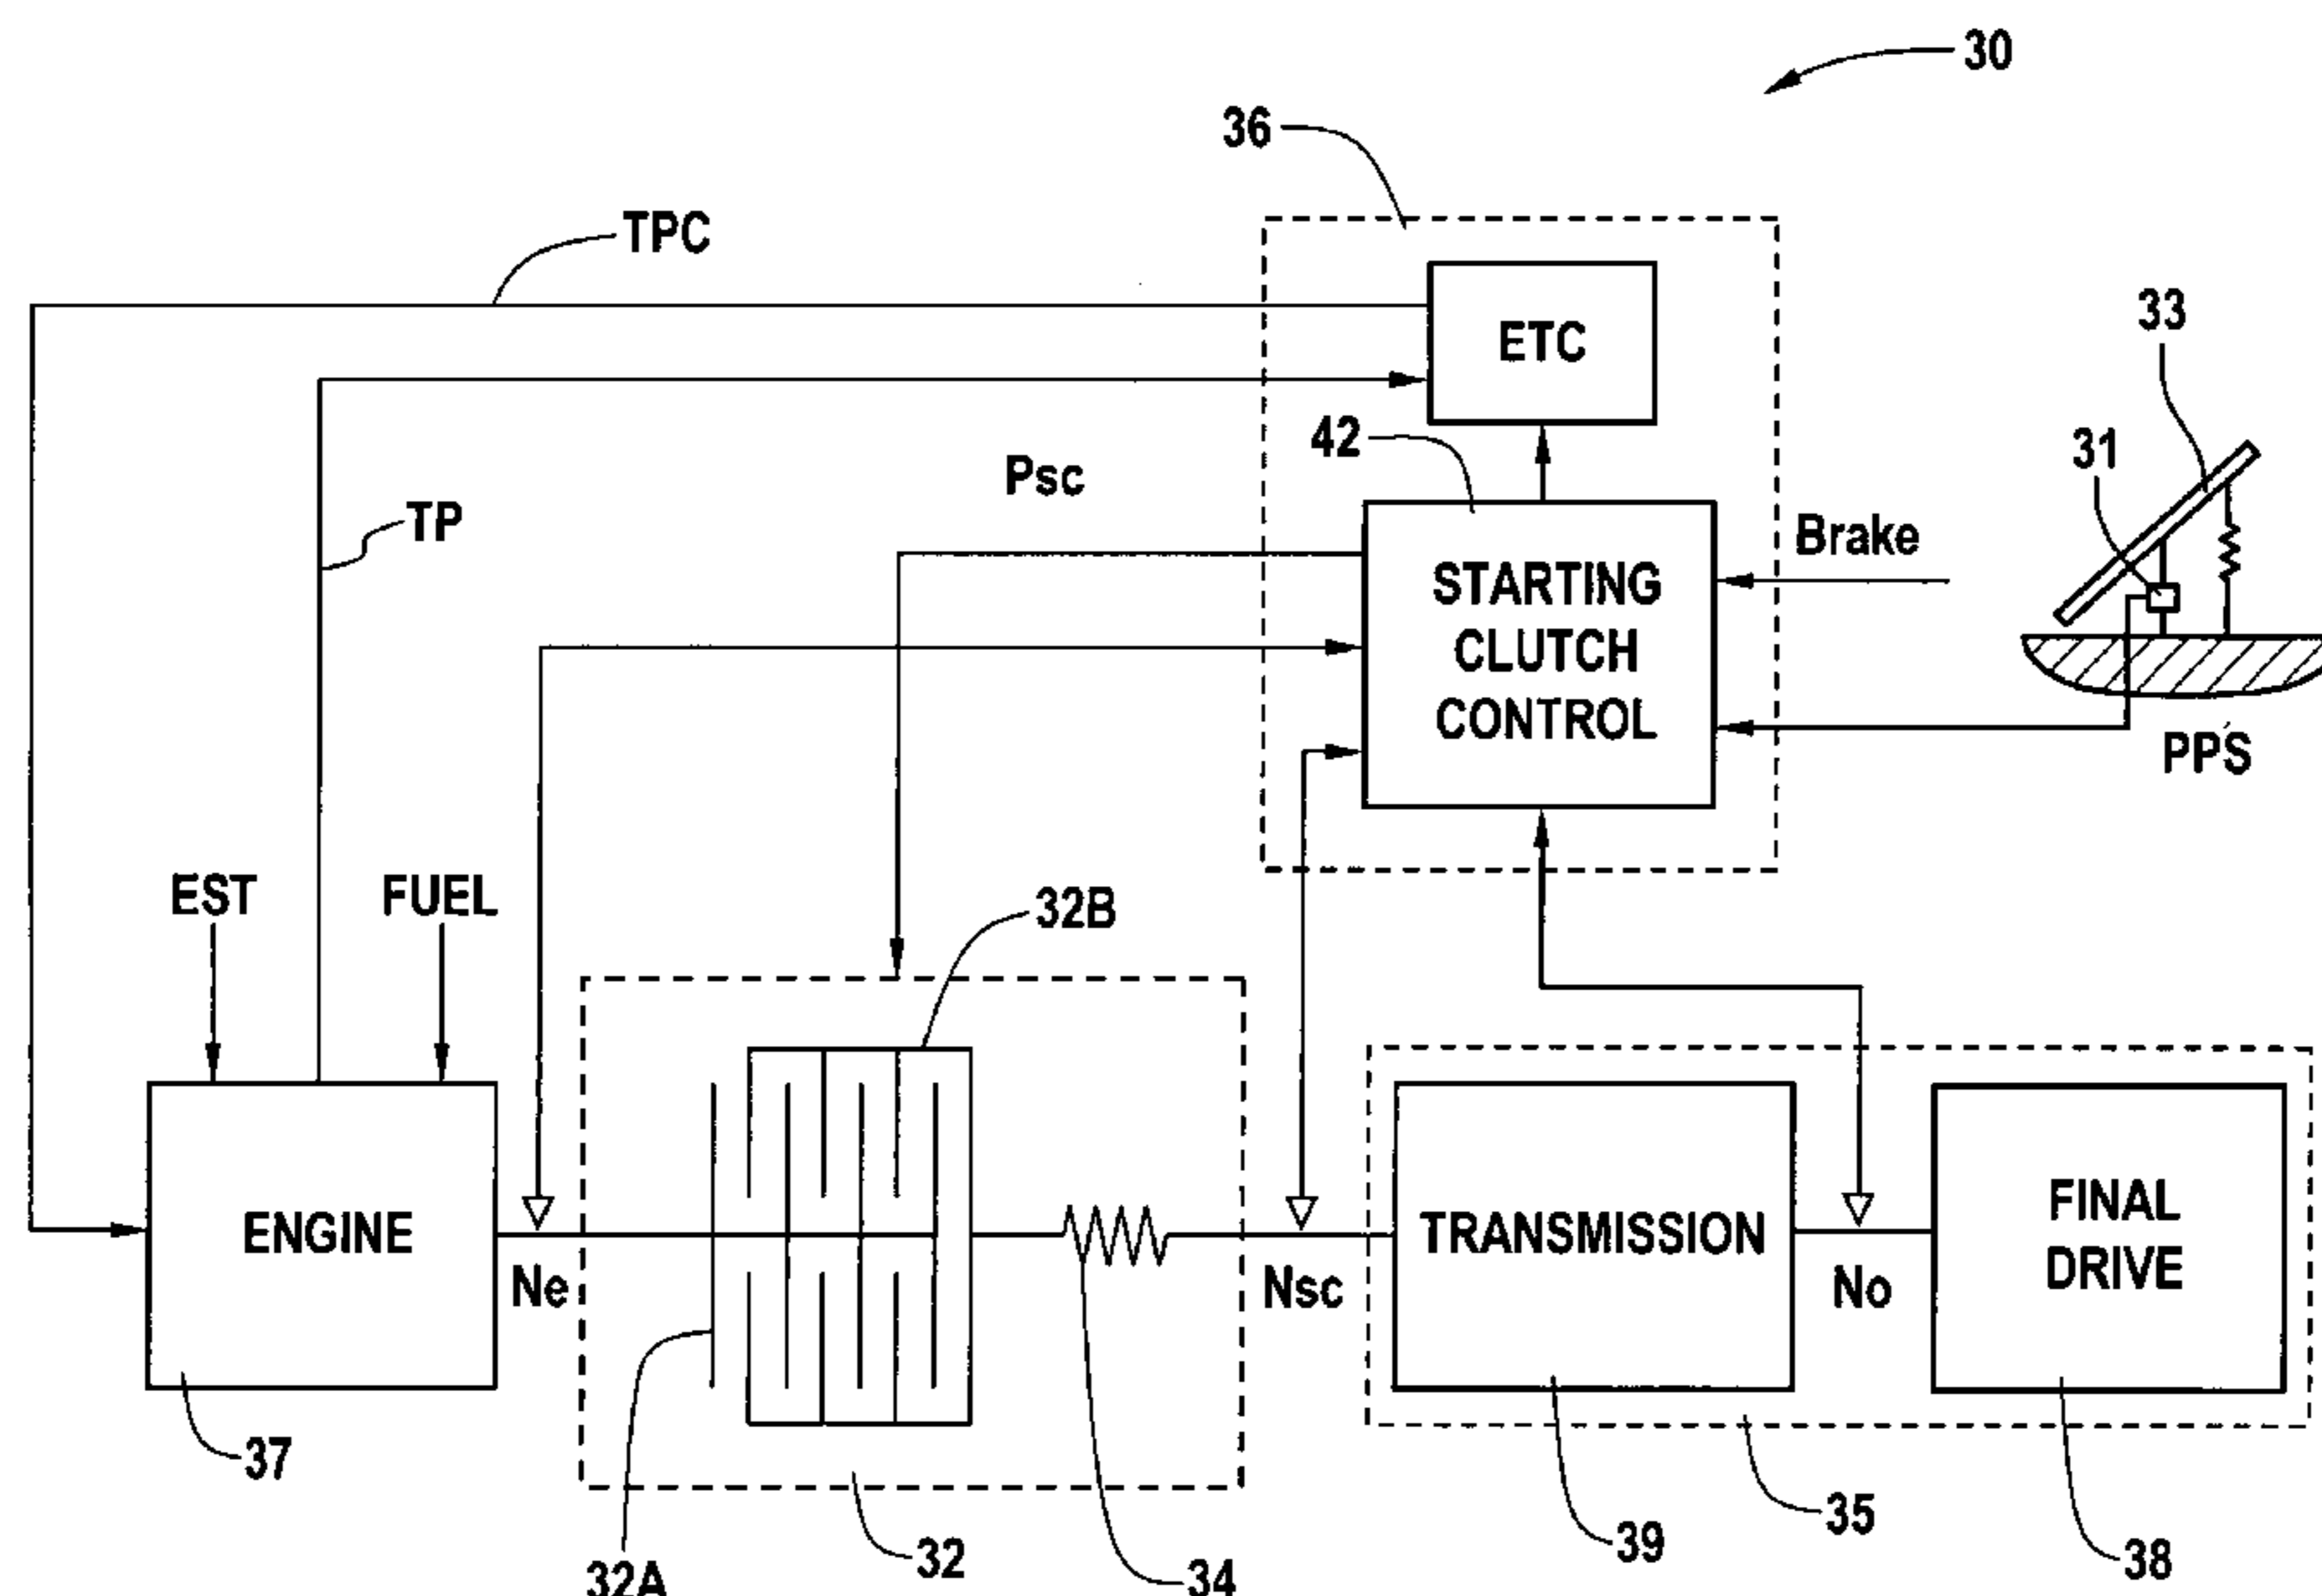 30
36
TPC
ETC
33
31
42
Psc
Brake
TP
STARTING
CLUTCH
CONTROL
PPS
EST
FUEL
32B
ENGINE
Ne
Nsc
TRANSMISSION
No
FINAL
DRIVE
37
32A
32
34
39
35
38